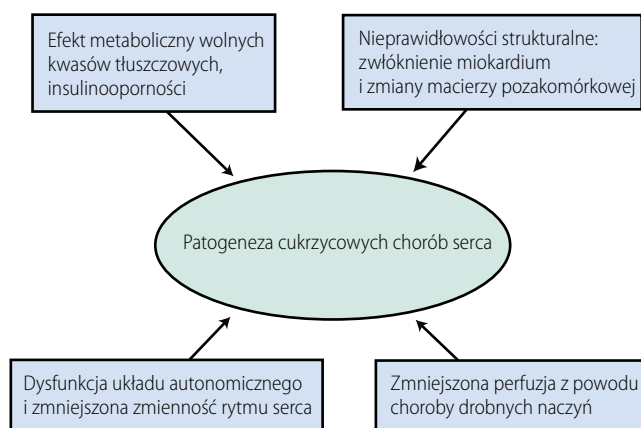 Efekt metaboliczny wolnych
kwasów tłuszczowych,
insulinooporności
Nieprawidłowości strukturalne:
zwłóknienie miokardium
i zmiany macierzy pozakomórkowej
Patogeneza cukrzycowych chorób serca
Dysfunkcja układu autonomicznego
i zmniejszona zmienność rytmu serca
Zmniejszona perfuzja z powodu
choroby drobnych naczyń